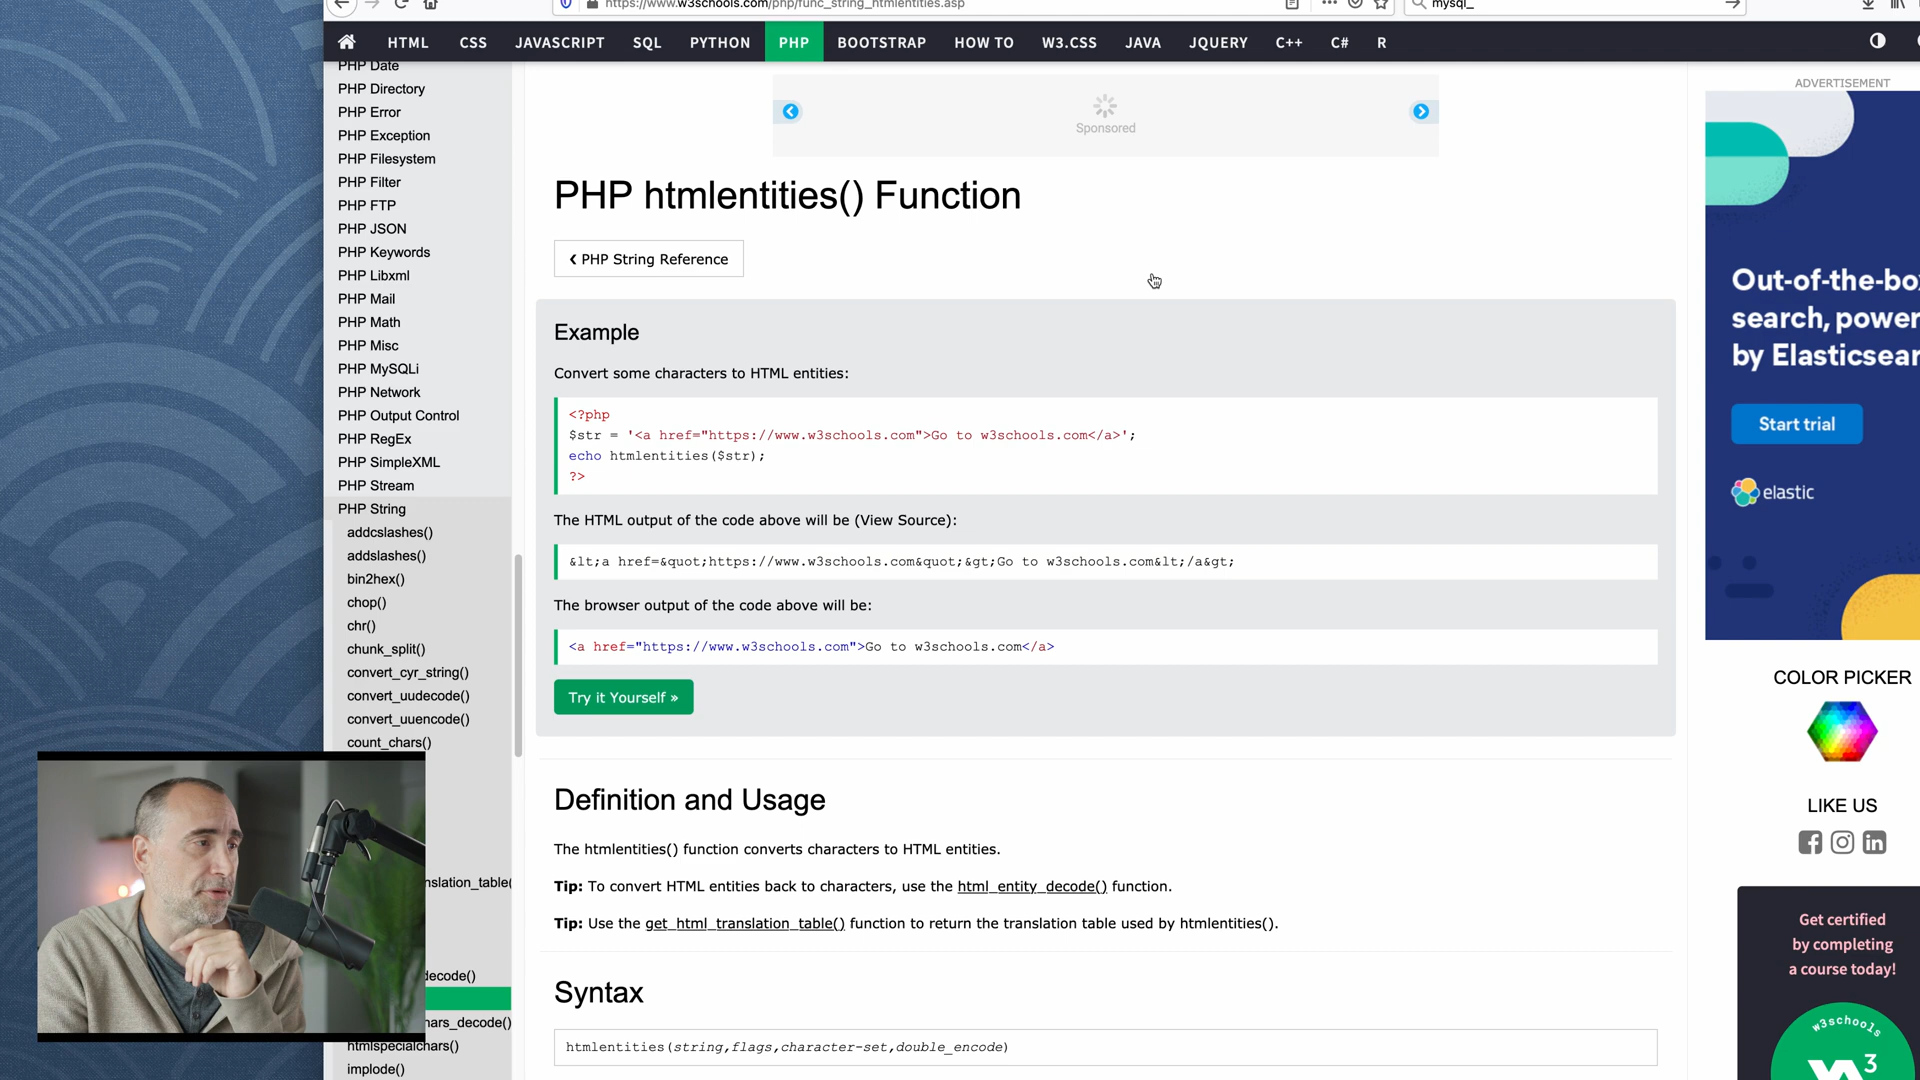 https://www.w3schools.com/php/func_string_htmlentities.asp
mysql_
HTML CSS JAVASCRIPT SQL PYTHON PHP BOOTSTRAP HOW TO W3.CSS JAVA JQUERY C++ C# R
PHP Date
PHP Directory
PHP Error
PHP Exception
PHP Filesystem
PHP Filter
PHP FTP
PHP JSON
PHP Keywords
PHP Libxml
PHP Mail
PHP Math
PHP Misc
PHP MySQLi
PHP Network
PHP Output Control
PHP RegEx
PHP SimpleXML
PHP Stream
PHP String
addcslashes()
addslashes()
bin2hex()
chop()
chr()
chunk_split()
convert_cyr_string()
convert_uudecode()
convert_uuencode()
count_chars()
nslation_table(
decode()
hars_decode()
htmlspecialchars()
implode()
Sponsored
PHP htmlentities() Function
❮ PHP String Reference
Example
Convert some characters to HTML entities:
<?php
$str = '<a href="https://www.w3schools.com">Go to w3schools.com</a>';
echo htmlentities($str);
?>
The HTML output of the code above will be (View Source):
&lt;a href=&quot;https://www.w3schools.com&quot;&gt;Go to w3schools.com&lt;/a&gt;
The browser output of the code above will be:
<a href="https://www.w3schools.com">Go to w3schools.com</a>
Try it Yourself »
Definition and Usage
The htmlentities() function converts characters to HTML entities.
Tip: To convert HTML entities back to characters, use the html_entity_decode() function.
Tip: Use the get_html_translation_table() function to return the translation table used by htmlentities().
Syntax
htmlentities(string,flags,character-set,double_encode)
ADVERTISEMENT
Out-of-the-bo
search, power
by Elasticsear
Start trial
elastic
COLOR PICKER
LIKE US
Get certified
by completing
a course today!
w3schools
3